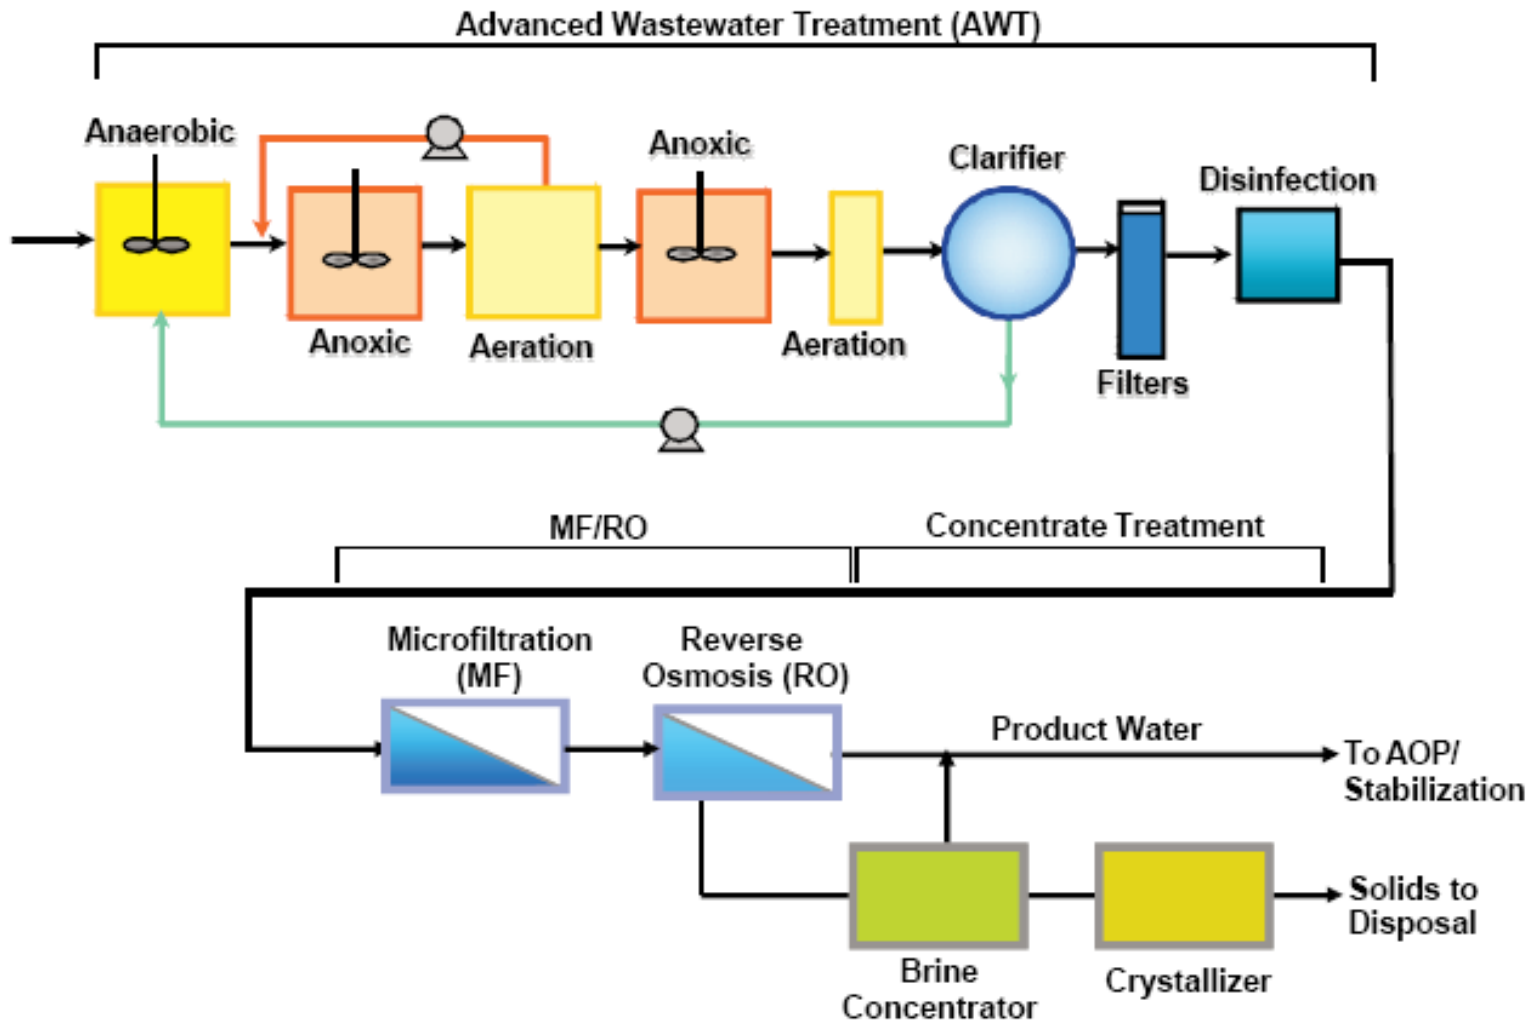 Advanced Wastewater Treatment (AWT)
Anaerobic
Anoxic
Clarifier
Disinfection
Anoxic
Aeration
Aeration
Filters
MF/RO
Concentrate Treatment
Microfiltration
(MF)
Reverse
Osmosis (RO)
Product Water
To AOP/
Stabilization
Solids to
Disposal
Brine
Concentrator
Crystallizer